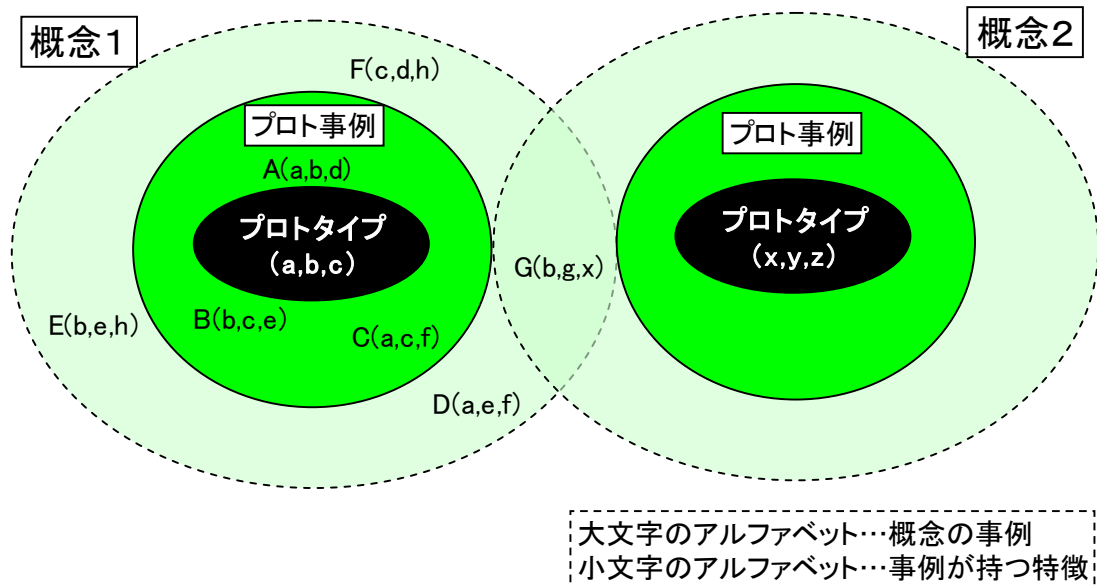 概念1
概念2
F(c,d,h)
プロト事例
プロト事例
A(a,b,d)
プロトタイプ
(a,b,c)
プロトタイプ
(x,y,z)
G(b,g,x)
E(b,e,h)
B(b,c,e)
C(a,c,f)
D(a,e,f)
大文字のアルファベット…概念の事例
小文字のアルファベット…事例が持つ特徴